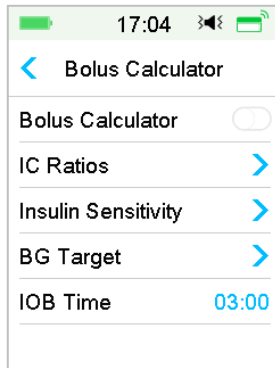 17:04
Bolus Calculator
Bolus Calculator
IC Ratios
Insulin Sensitivity
BG Target
IOB Time 03:00